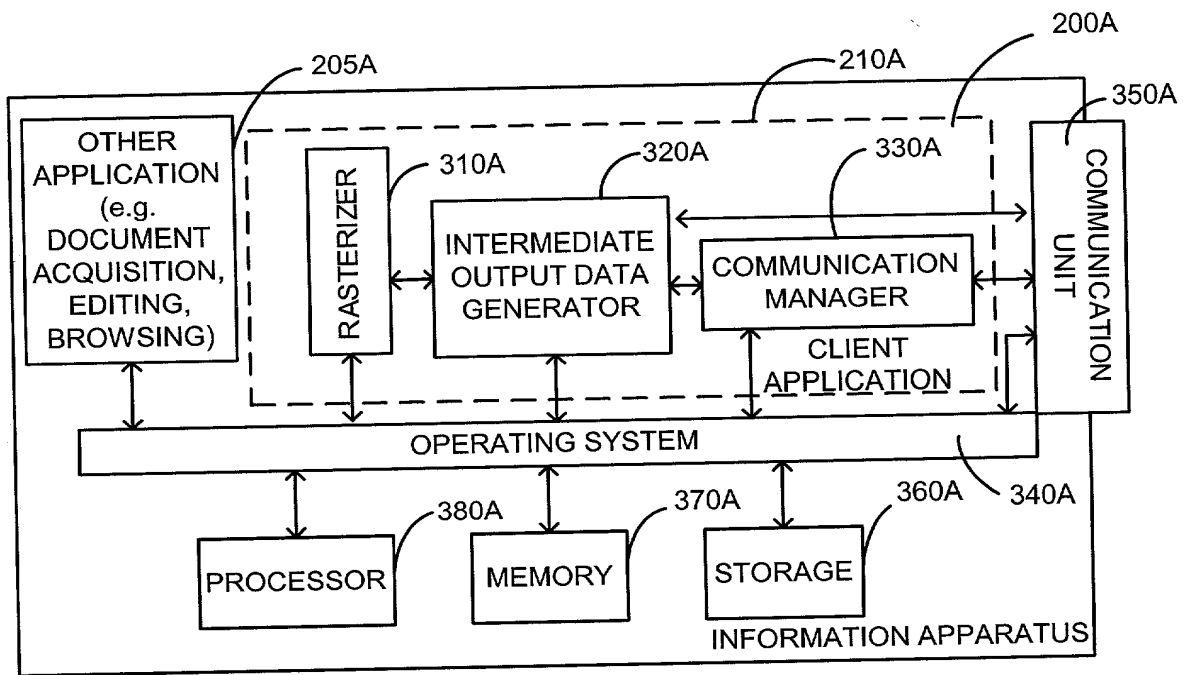 200A
210A
205A
350A
OTHER
APPLICATION
(e.g.
DOCUMENT
ACQUISITION,
EDITING,
BROWSING)
RASTERIZER
310A
320A
INTERMEDIATE
OUTPUT DATA
GENERATOR
330A
COMMUNICATION
MANAGER
CLIENT
APPLICATION
COMMUNICATION
UNIT
OPERATING SYSTEM
340A
380A
PROCESSOR
370A
MEMORY
360A
STORAGE
INFORMATION APPARATUS